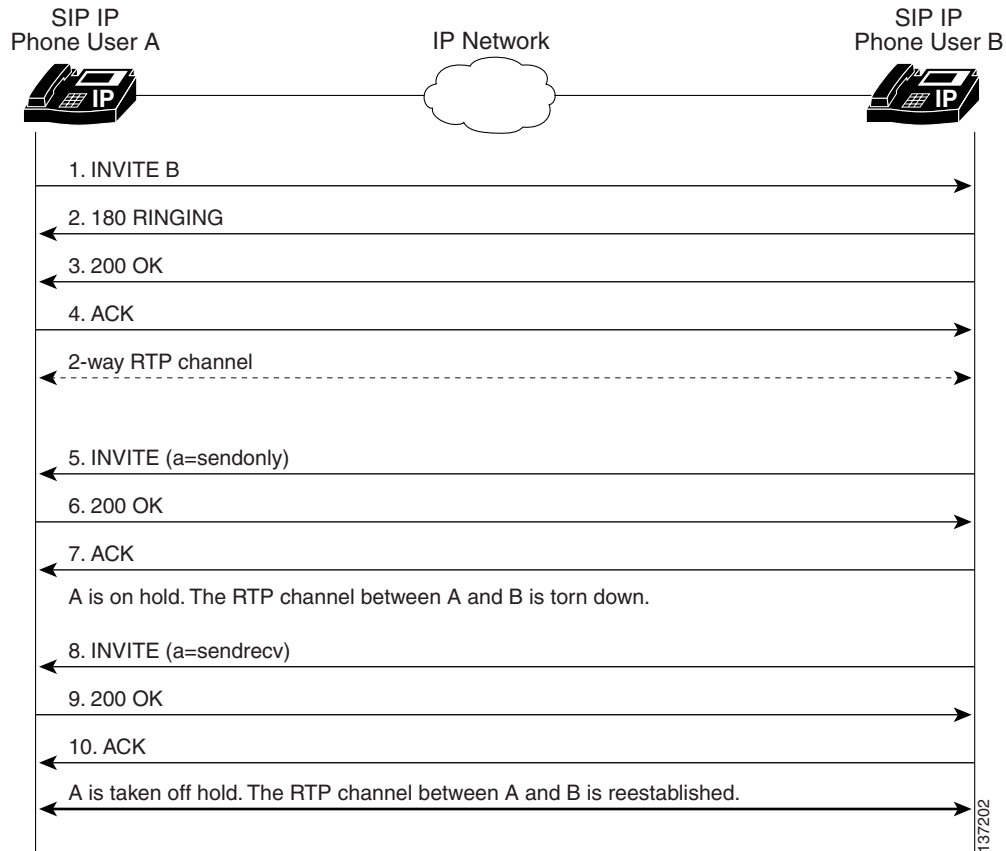 SIP IP
Phone User A
IP Network
SIP IP
Phone User B
IP
IP
1. INVITE B
2. 180 RINGING
3. 200 OK
4. ACK
2-way RTP channel
5. INVITE (a=sendonly)
6. 200 OK
7. ACK
A is on hold. The RTP channel between A and B is torn down.
8. INVITE (a=sendrecv)
9. 200 OK
10. ACK
A is taken off hold. The RTP channel between A and B is reestablished.
137202